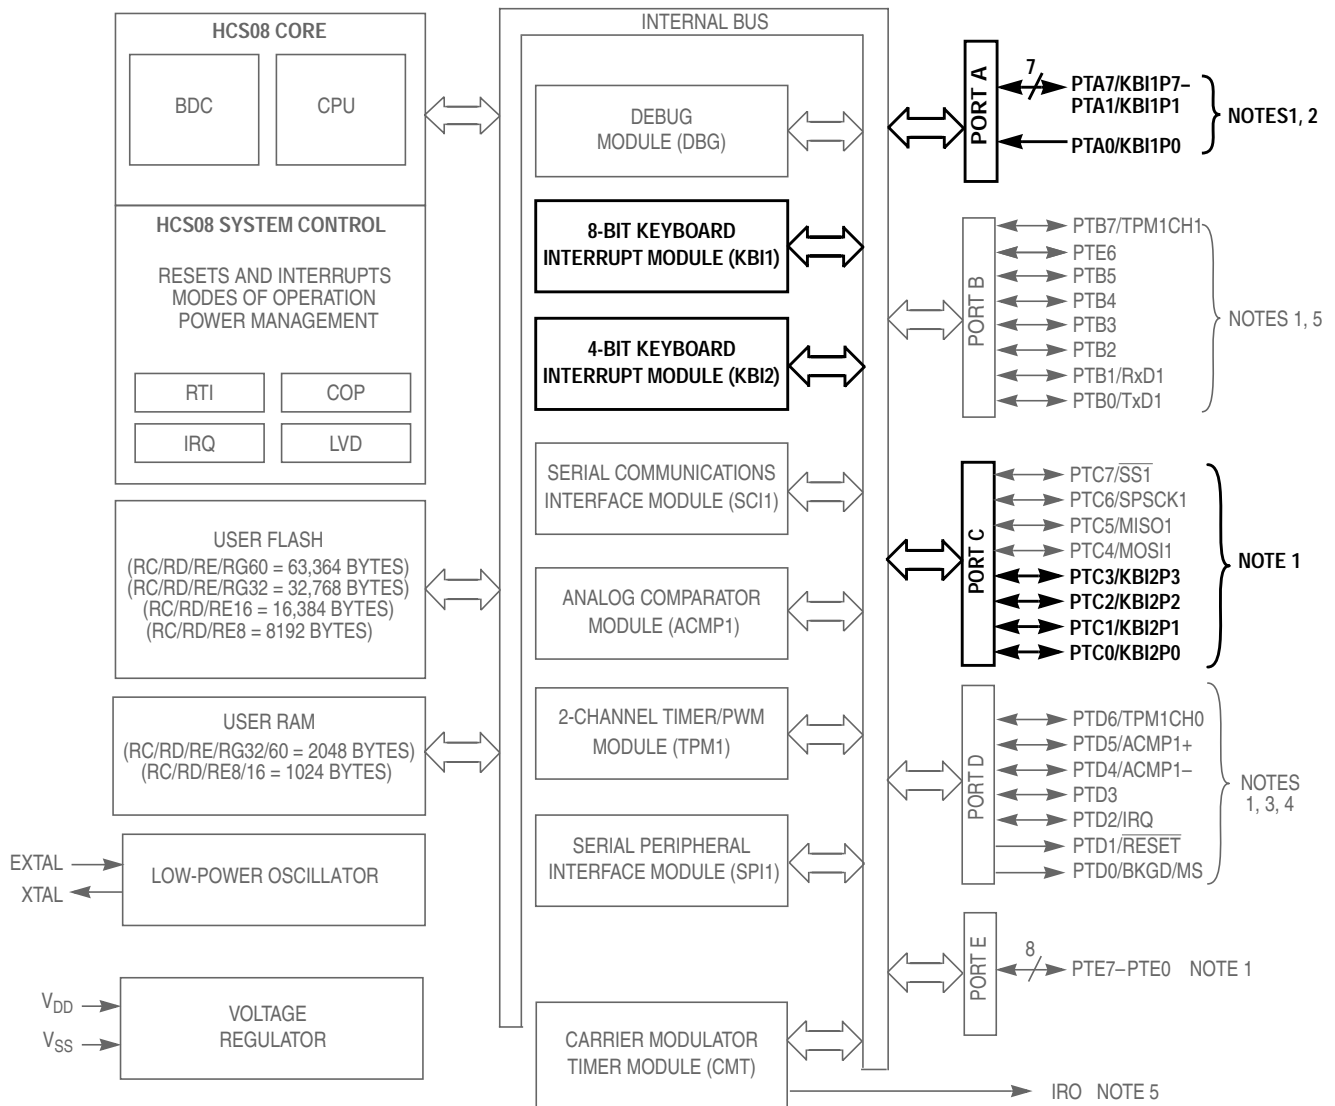 HCS08 CORE
BDC
CPU
HCS08 SYSTEM CONTROL
RESETS AND INTERRUPTS
MODES OF OPERATION
POWER MANAGEMENT
RTI
COP
IRQ
LVD
USER FLASH
(RC/RD/RE/RG60 = 63,364 BYTES)
(RC/RD/RE/RG32 = 32,768 BYTES)
(RC/RD/RE16 = 16,384 BYTES)
(RC/RD/RE8 = 8192 BYTES)
USER RAM
(RC/RD/RE/RG32/60 = 2048 BYTES)
(RC/RD/RE8/16 = 1024 BYTES)
EXTAL
XTAL
LOW-POWER OSCILLATOR
VDD
VSS
VOLTAGE
REGULATOR
INTERNAL BUS
DEBUG
MODULE (DBG)
8-BIT KEYBOARD
INTERRUPT MODULE (KBI1)
4-BIT KEYBOARD
INTERRUPT MODULE (KBI2)
SERIAL COMMUNICATIONS
INTERFACE MODULE (SCI1)
ANALOG COMPARATOR
MODULE (ACMP1)
2-CHANNEL TIMER/PWM
MODULE (TPM1)
SERIAL PERIPHERAL
INTERFACE MODULE (SPI1)
CARRIER MODULATOR
TIMER MODULE (CMT)
PORT A
7
PTA7/KBI1P7–
PTA1/KBI1P1
PTA0/KBI1P0
NOTES1, 2
PORT B
PTB7/TPM1CH1
PTE6
PTB5
PTB4
PTB3
PTB2
PTB1/RxD1
PTB0/TxD1
NOTES 1, 5
PORT C
PTC7/SS1
PTC6/SPSCK1
PTC5/MISO1
PTC4/MOSI1
PTC3/KBI2P3
PTC2/KBI2P2
PTC1/KBI2P1
PTC0/KBI2P0
NOTE 1
PORT D
PTD6/TPM1CH0
PTD5/ACMP1+
PTD4/ACMP1–
PTD3
PTD2/IRQ
PTD1/RESET
PTD0/BKGD/MS
NOTES
1, 3, 4
PORT E
8
PTE7–PTE0 NOTE 1
IRO NOTE 5